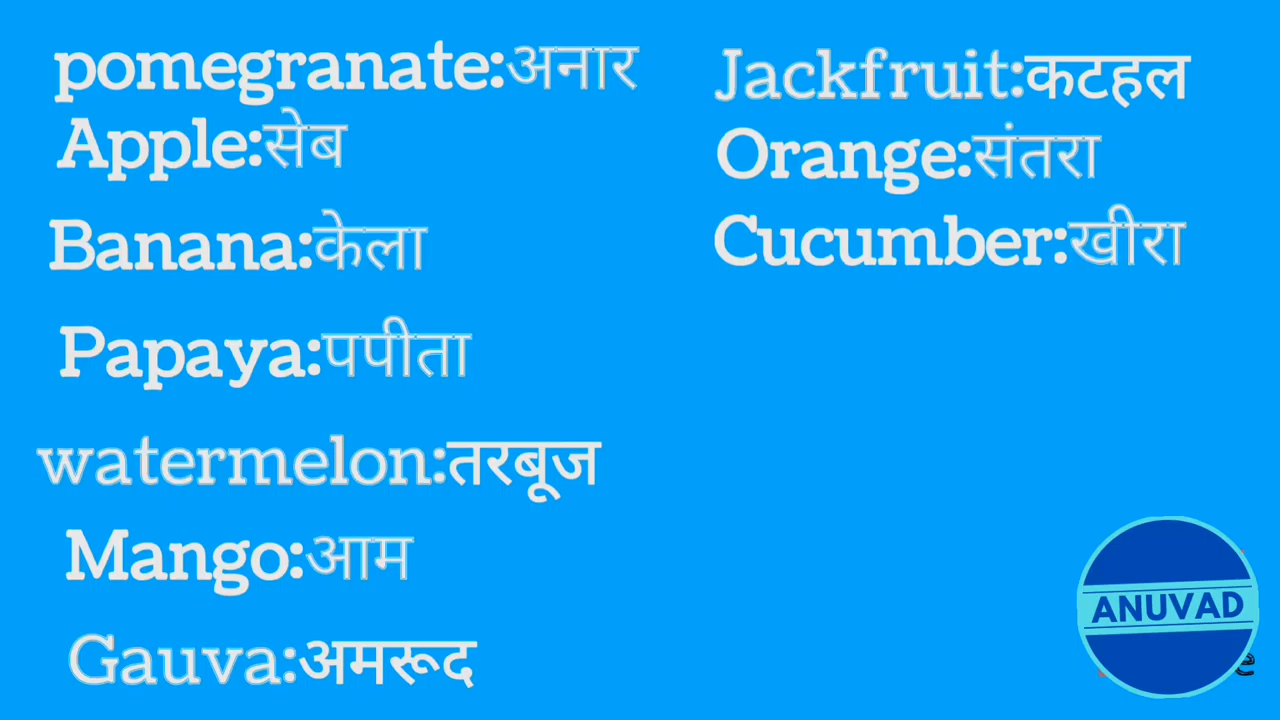 pomegranate:अनार
Apple:सेब
Banana:केला
Papaya:पपीता
watermelon:तरबूज
Mango:आम
Gauva:अमरूद
Jackfruit:कटहल
Orange:संतरा
Cucumber:खीरा
ANUVAD